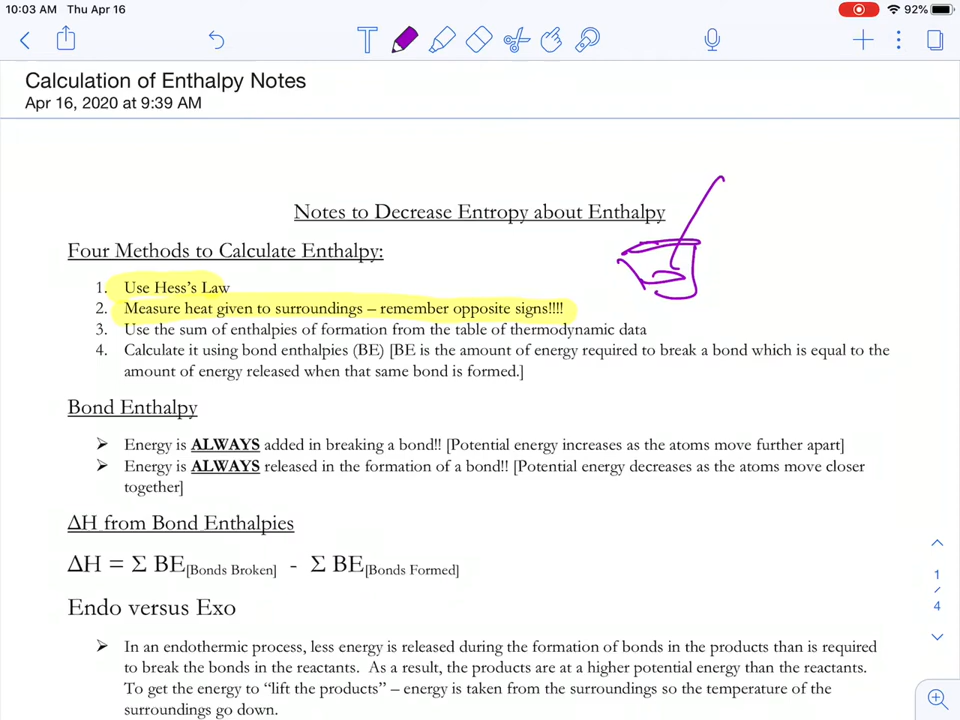 10:03 AM Thu Apr 16
92%
T
Calculation of Enthalpy Notes
Apr 16, 2020 at 9:39 AM
Notes to Decrease Entropy about Enthalpy
Four Methods to Calculate Enthalpy:
1. Use Hess's Law
2. Measure heat given to surroundings – remember opposite signs!!!!
3. Use the sum of enthalpies of formation from the table of thermodynamic data
4. Calculate it using bond enthalpies (BE) [BE is the amount of energy required to break a bond which is equal to the
amount of energy released when that same bond is formed.]
Bond Enthalpy
➤ Energy is ALWAYS added in breaking a bond!! [Potential energy increases as the atoms move further apart]
➤ Energy is ALWAYS released in the formation of a bond!! [Potential energy decreases as the atoms move closer
together]
ΔH from Bond Enthalpies
ΔH = Σ BE[Bonds Broken] - Σ BE[Bonds Formed]
1
/
4
Endo versus Exo
➤ In an endothermic process, less energy is released during the formation of bonds in the products than is required
to break the bonds in the reactants. As a result, the products are at a higher potential energy than the reactants.
To get the energy to “lift the products” – energy is taken from the surroundings so the temperature of the
surroundings go down.